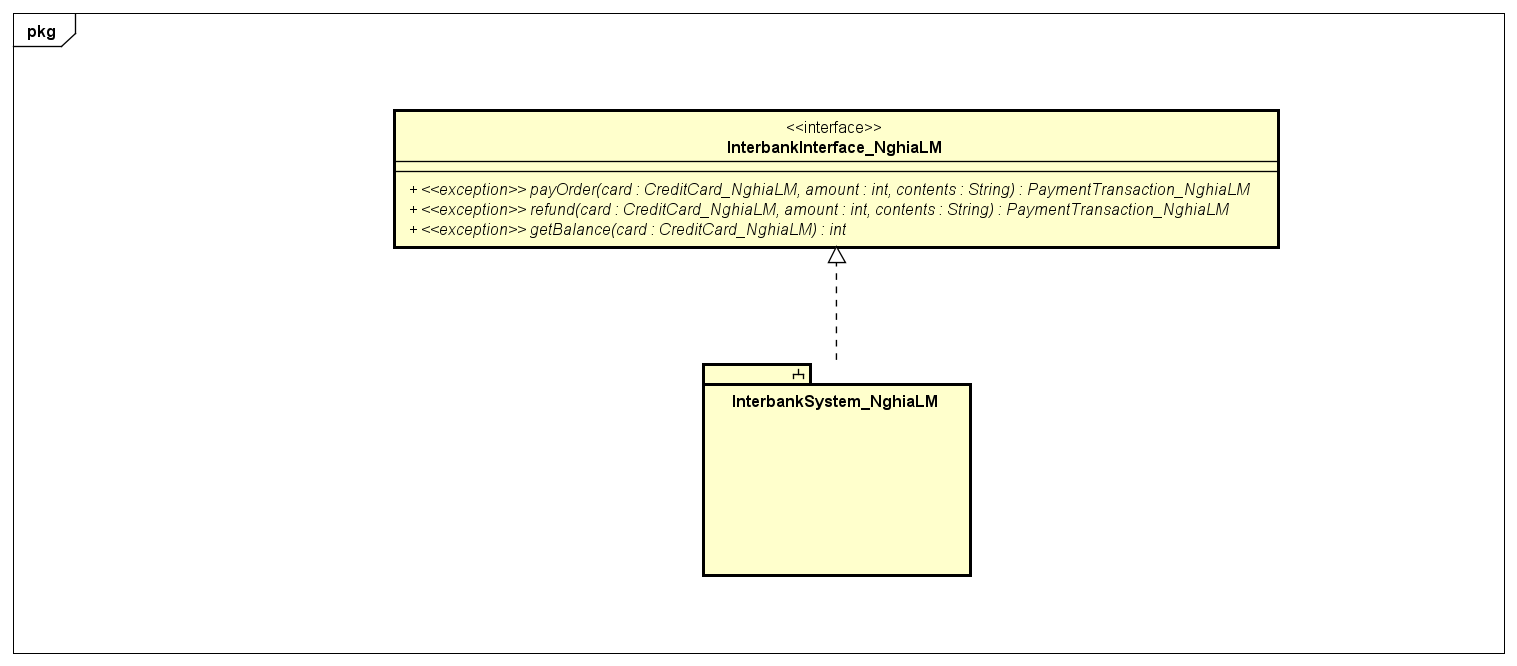 pkg
<<interface>>
InterbankInterface_NghiaLM
+ <<exception>> payOrder(card : CreditCard_NghiaLM, amount : int, contents : String) : PaymentTransaction_NghiaLM
+ <<exception>> refund(card : CreditCard_NghiaLM, amount : int, contents : String) : PaymentTransaction_NghiaLM
+ <<exception>> getBalance(card : CreditCard_NghiaLM) : int
InterbankSystem_NghiaLM